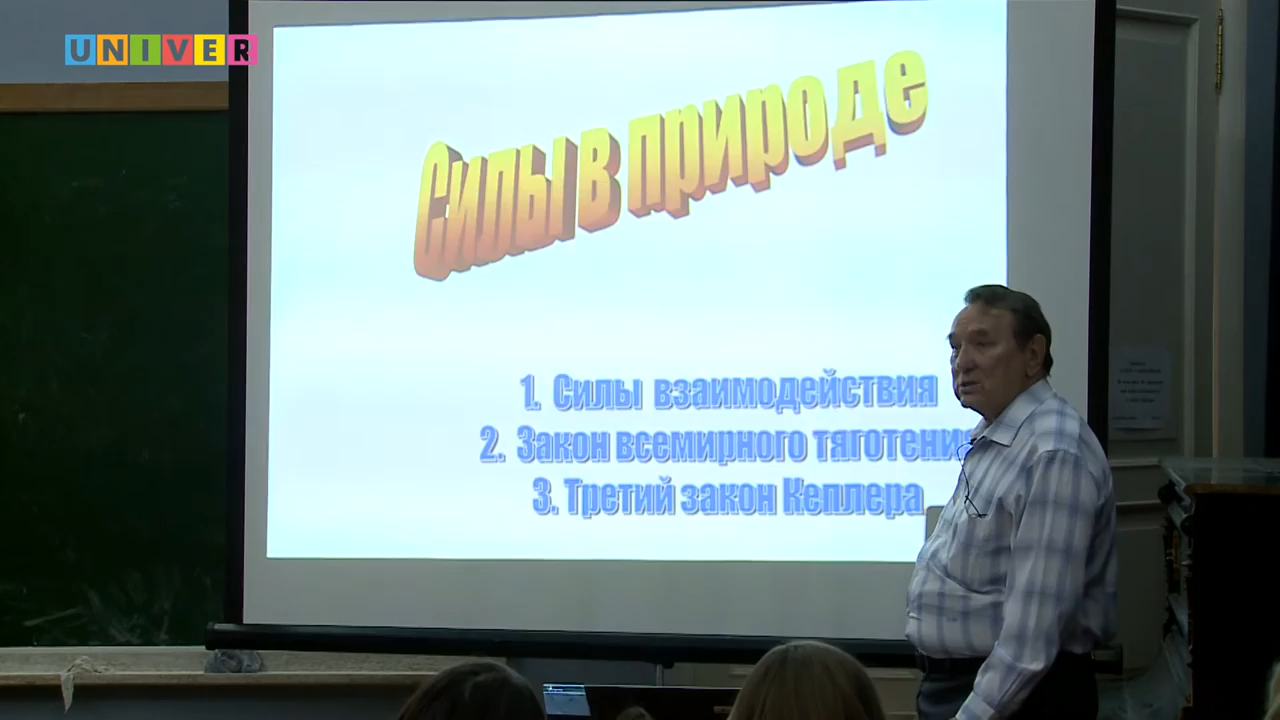 UNIVER
Силы в природе
1. Силы взаимодействия
2. Закон всемирного тяготения
3. Третий закон Кеплера